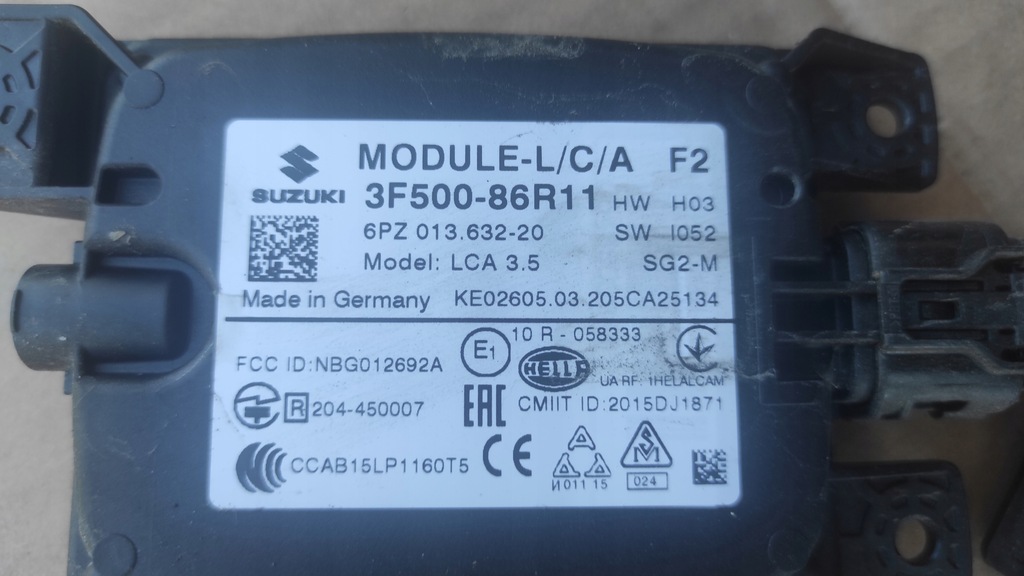 MODULE-L/C/A F2
SUZUKI 3F500-86R11 HW H03
6PZ 013.632-20 SW I052
Model: LCA 3.5 SG2-M
Made in Germany KE02605.03.205CA25134
10 R - 058333
FCC ID:NBG012692A E1 HELLA
UA RF: 1HELALCAM
R 204-450007 EAC CMIIT ID:2015DJ1871
CCAB15LP1160T5 CE
И011 15 024